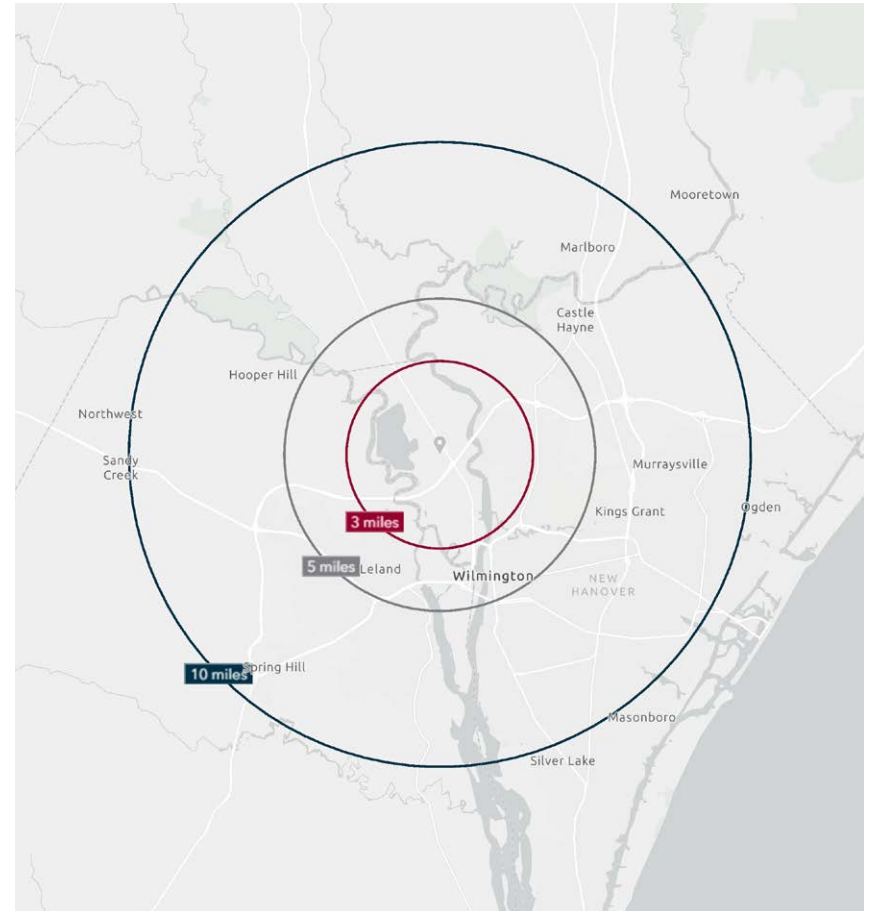 Mooretown
Marlboro
Castle
Hayne
Hooper Hill
Northwest
Sandy
Creek
Murraysville
Ogden
Kings Grant
3 miles
5 miles
Leland
Wilmington
NEW
HANOVER
10 miles
Spring Hill
Masonboro
Silver Lake